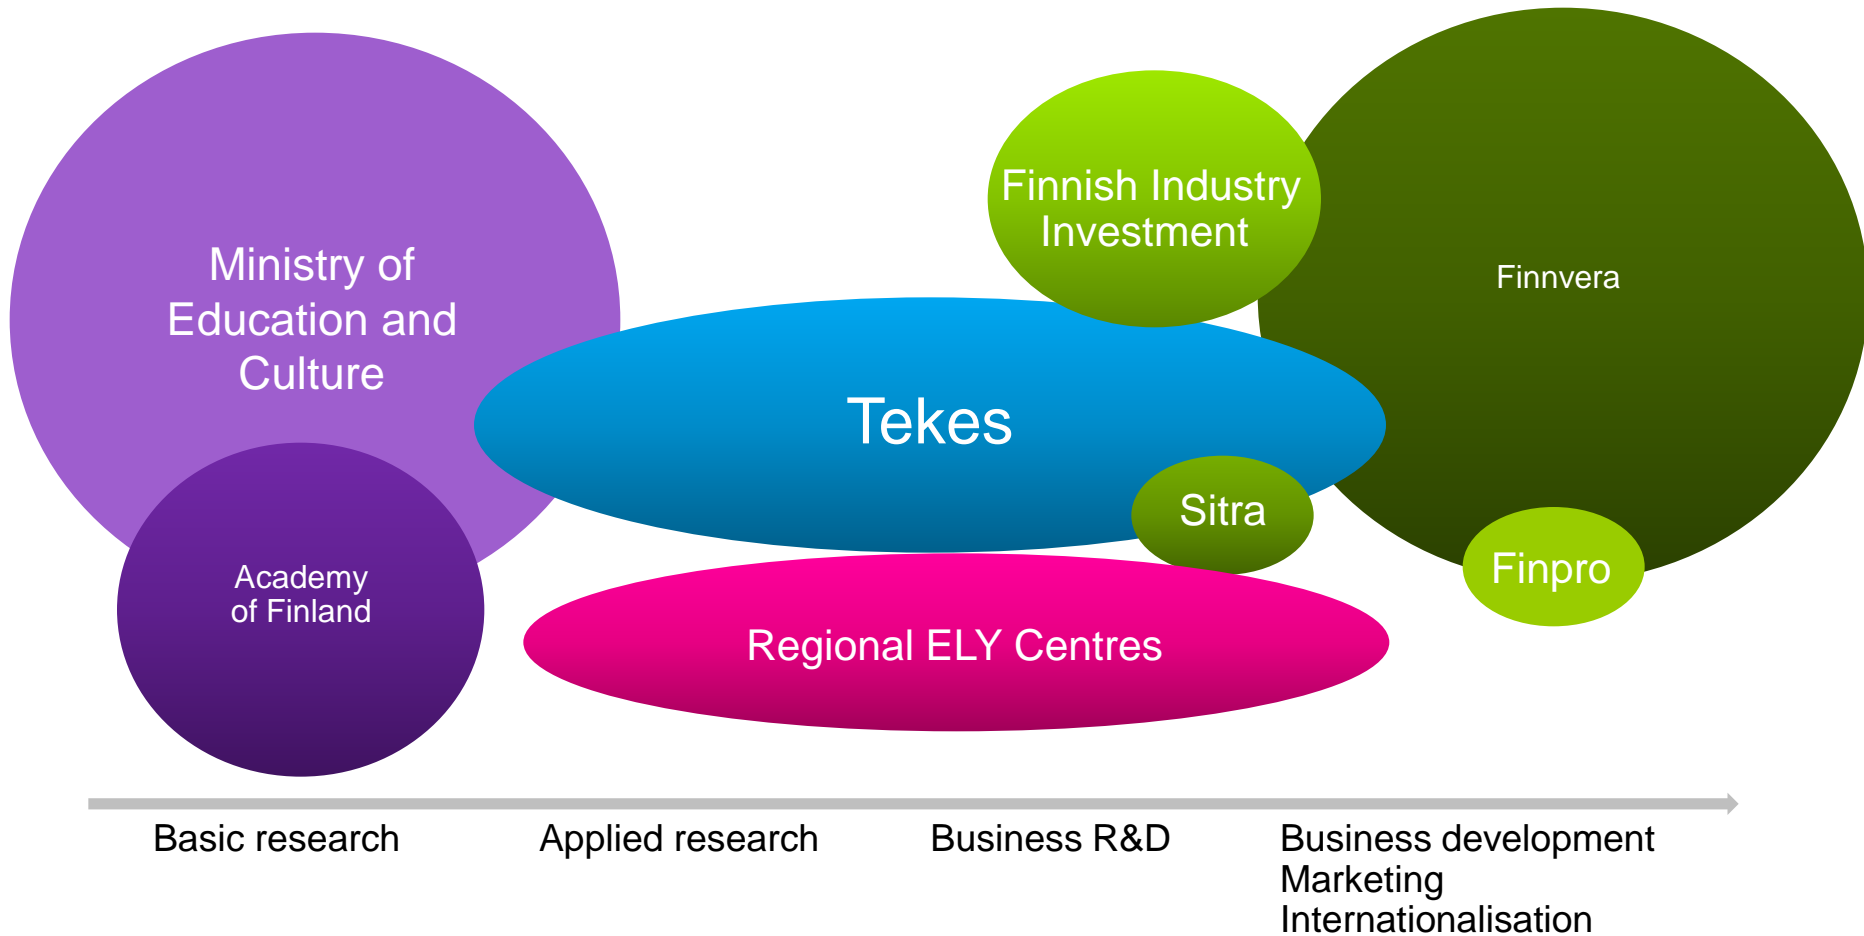 Ministry of
Education and
Culture
Academy
of Finland
Tekes
Finnish Industry
Investment
Finnvera
Sitra
Finpro
Regional ELY Centres
Basic research
Applied research
Business R&D
Business development
Marketing
Internationalisation